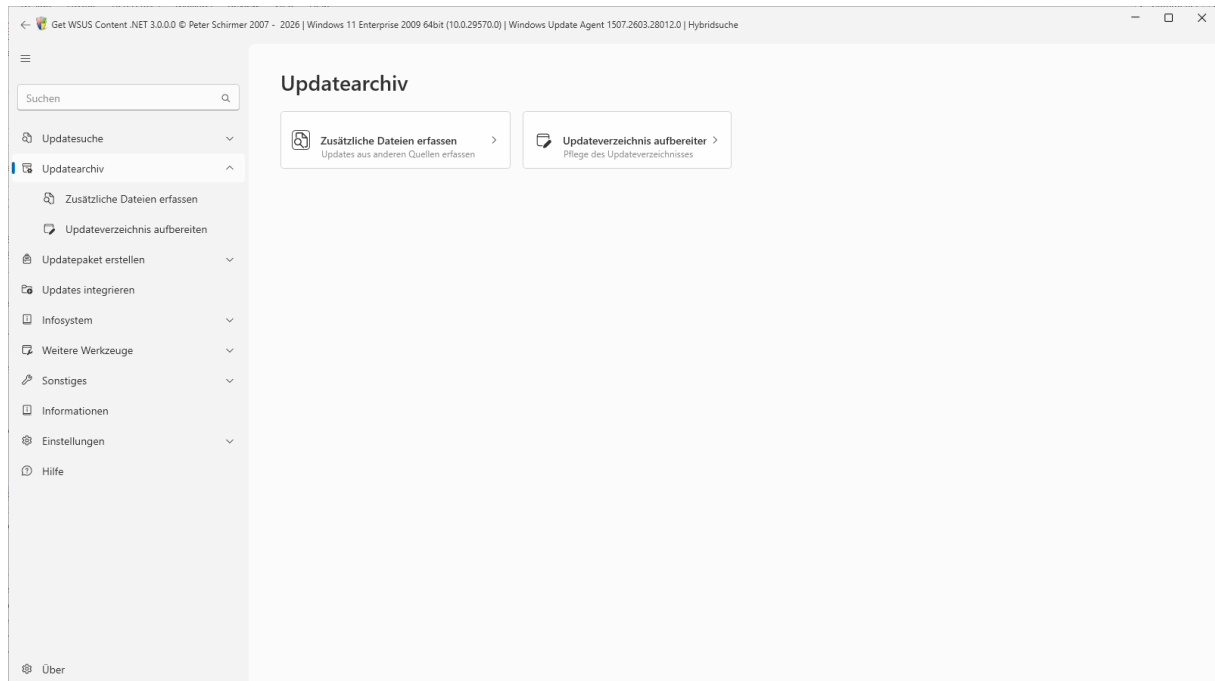 Get WSUS Content .NET 3.0.0.0 © Peter Schirmer 2007 - 2026 | Windows 11 Enterprise 2009 64bit (10.0.29570.0) | Windows Update Agent 1507.2603.28012.0 | Hybridsuche
Suchen
Updatesuche
Updatearchiv
Zusätzliche Dateien erfassen
Updateverzeichnis aufbereiten
Updatepaket erstellen
Updates integrieren
Infosystem
Weitere Werkzeuge
Sonstiges
Informationen
Einstellungen
Hilfe
Über
Updatearchiv
Zusätzliche Dateien erfassen
Updates aus anderen Quellen erfassen
Updateverzeichnis aufbereiter
Pflege des Updateverzeichnisses